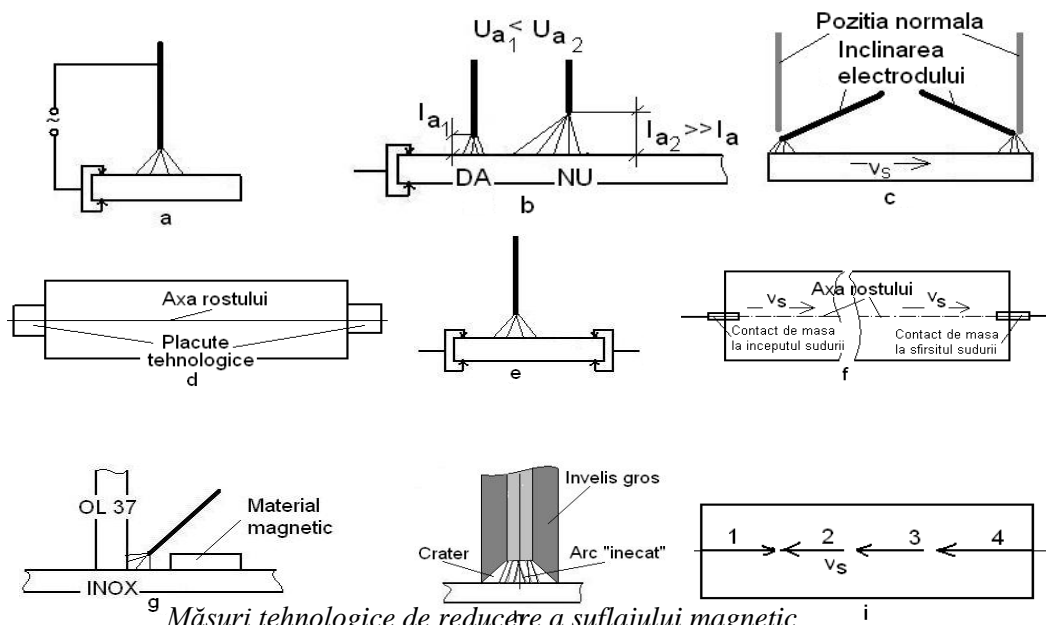 ~
a
Ua1 < Ua2
la1
la2 >> la
DA NU
b
Pozitia normala
Inclinarea
electrodului
vs
c
Axa rostului
Placute
tehnologice
d
e
vs Axa rostului vs
Contact de masa
la inceputul sudurii
Contact de masa
la sfirsitul sudurii
f
OL 37
Material
magnetic
INOX
g
Invelis gros
Crater
Arc "inecat"
h
1 2 3 4
vs
i
Măsuri tehnologice de reducere a suflajului magnetic